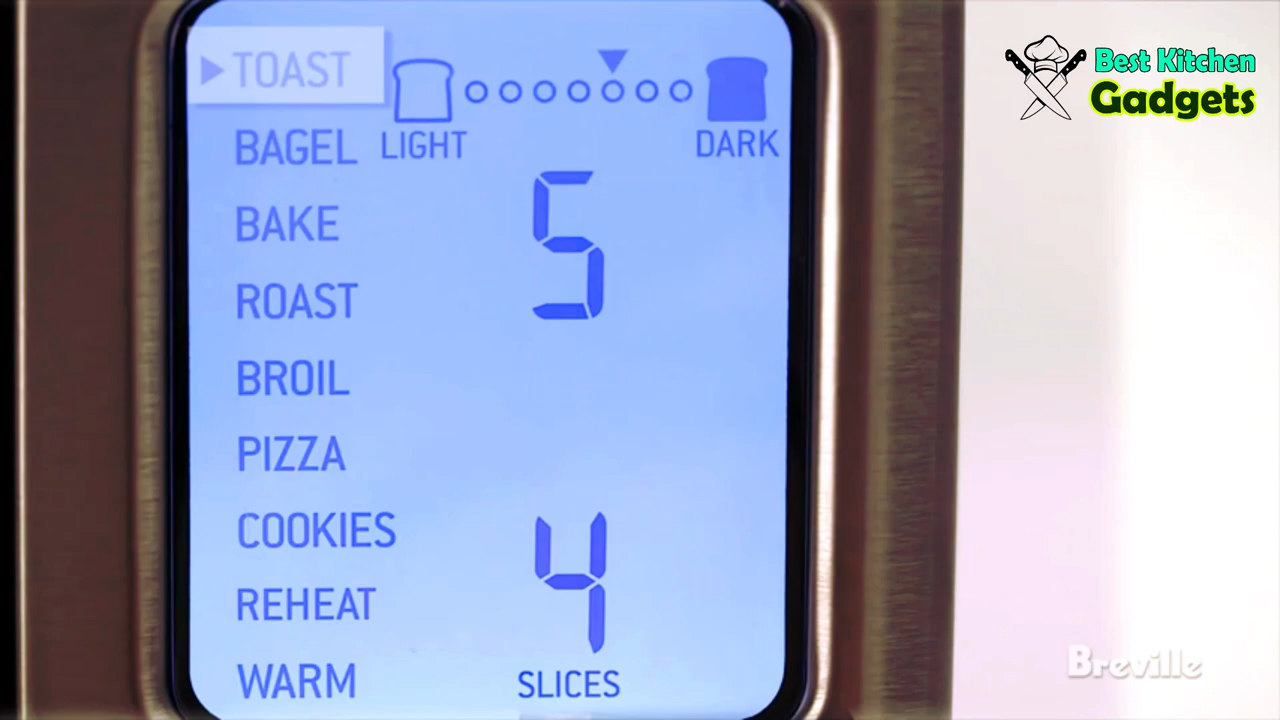 TOAST
LIGHT
DARK
BAGEL
5
BAKE
ROAST
BROIL
PIZZA
COOKIES
4
REHEAT
WARM
SLICES
Best Kitchen
Gadgets
Breville